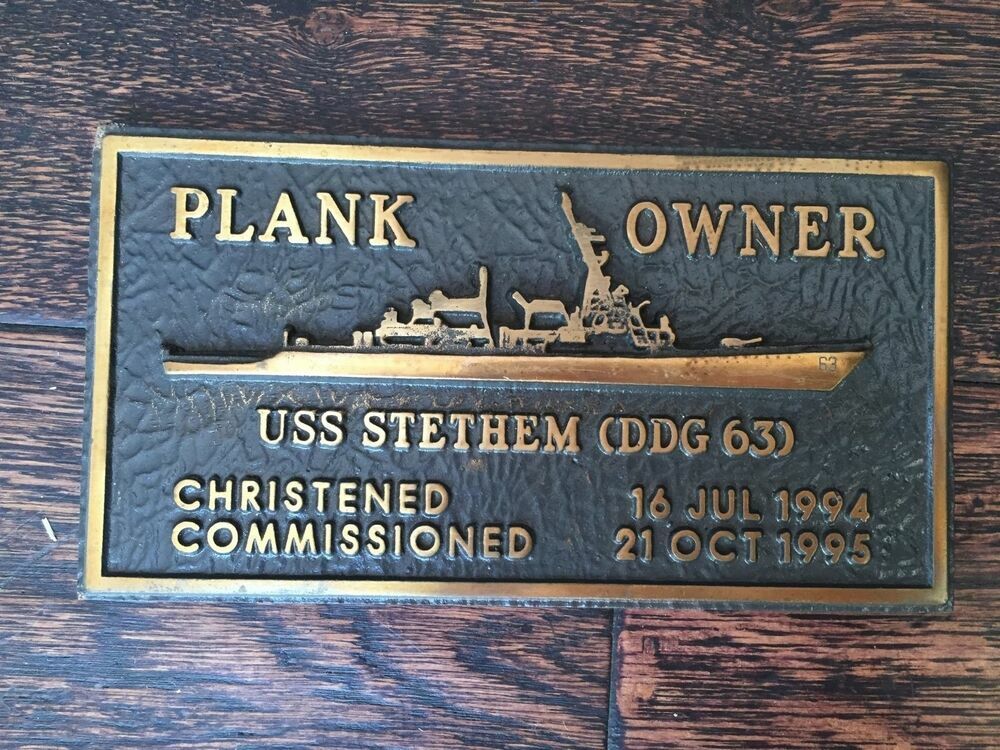 PLANK OWNER
63
USS STETHEM (DDG 63)
CHRISTENED 16 JUL 1994
COMMISSIONED 21 OCT 1995